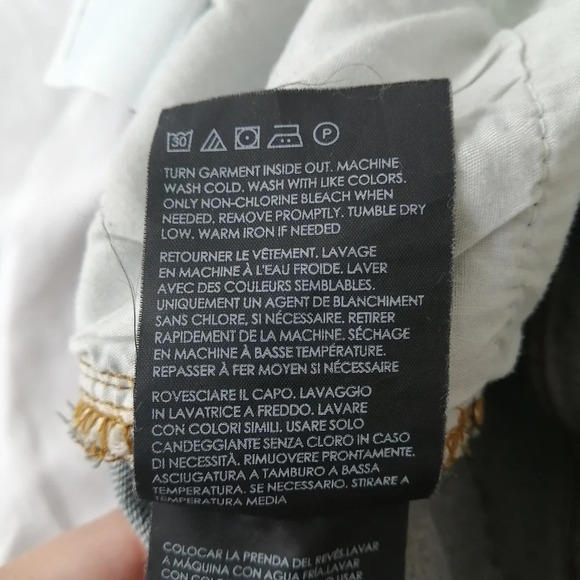 30 P
TURN GARMENT INSIDE OUT. MACHINE
WASH COLD. WASH WITH LIKE COLORS.
ONLY NON-CHLORINE BLEACH WHEN
NEEDED. REMOVE PROMPTLY. TUMBLE DRY
LOW. WARM IRON IF NEEDED
RETOURNER LE VÊTEMENT. LAVAGE
EN MACHINE À L'EAU FROIDE. LAVER
AVEC DES COULEURS SEMBLABLES.
UNIQUEMENT UN AGENT DE BLANCHIMENT
SANS CHLORE, SI NÉCESSAIRE. RETIRER
RAPIDEMENT DE LA MACHINE. SÉCHAGE
EN MACHINE À BASSE TEMPÉRATURE.
REPASSER À FER MOYEN SI NÉCESSAIRE
ROVESCIARE IL CAPO. LAVAGGIO
IN LAVATRICE A FREDDO. LAVARE
CON COLORI SIMILI. USARE SOLO
CANDEGGIANTE SENZA CLORO IN CASO
DI NECESSITÀ. RIMUOVERE PRONTAMENTE.
ASCIUGATURA A TAMBURO A BASSA
TEMPERATURA. SE NECESSARIO. STIRARE A
TEMPERATURA MEDIA
COLOCAR LA PRENDA DEL REVÉS. LAVAR
A MÁQUINA CON AGUA FRÍA. LAVAR
USAR